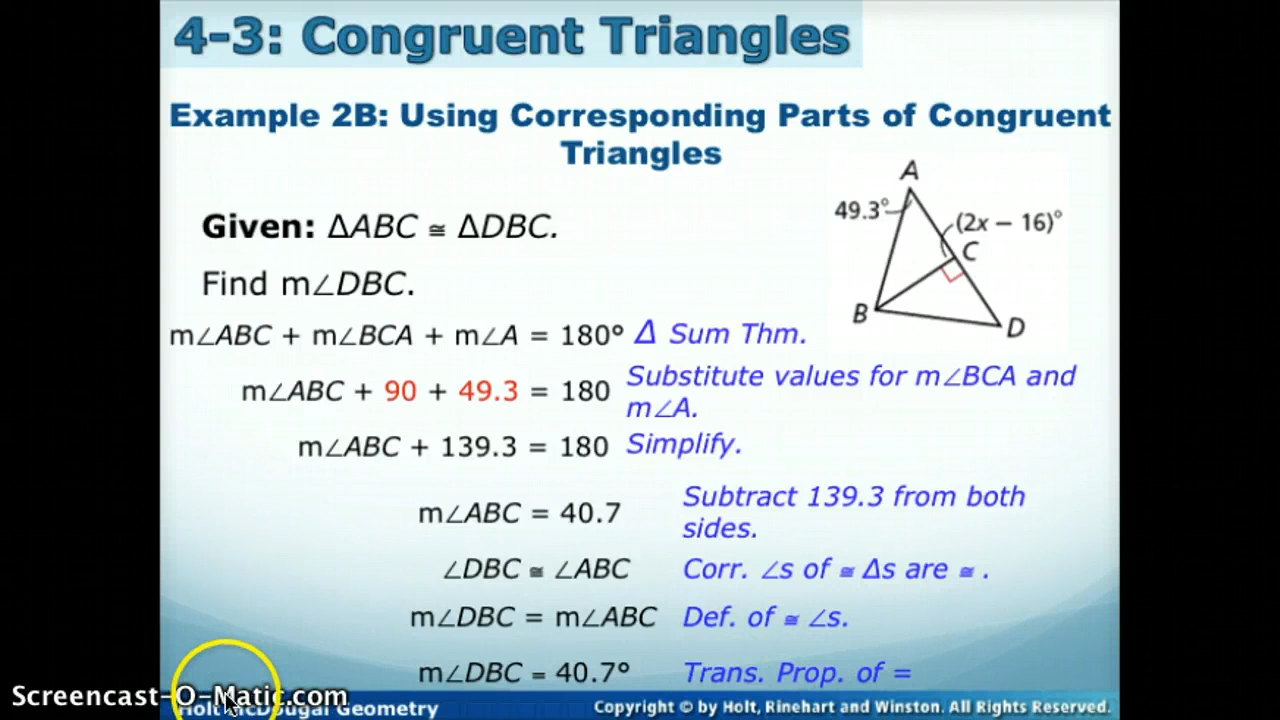 4-3: Congruent Triangles
Example 2B: Using Corresponding Parts of Congruent
Triangles
Given: ΔABC ≅ ΔDBC.
Find m∠DBC.
A
49.3°
(2x – 16)°
C
B
D
m∠ABC + m∠BCA + m∠A = 180° Δ Sum Thm.
m∠ABC + 90 + 49.3 = 180 Substitute values for m∠BCA and
m∠A.
m∠ABC + 139.3 = 180 Simplify.
m∠ABC = 40.7 Subtract 139.3 from both
sides.
∠DBC ≅ ∠ABC Corr. ∠s of ≅ Δs are ≅ .
m∠DBC = m∠ABC Def. of ≅ ∠s.
m∠DBC = 40.7° Trans. Prop. of =
Screencast-O-Matic.com
Holt McDougal Geometry Copyright © by Holt, Rinehart and Winston. All Rights Reserved.